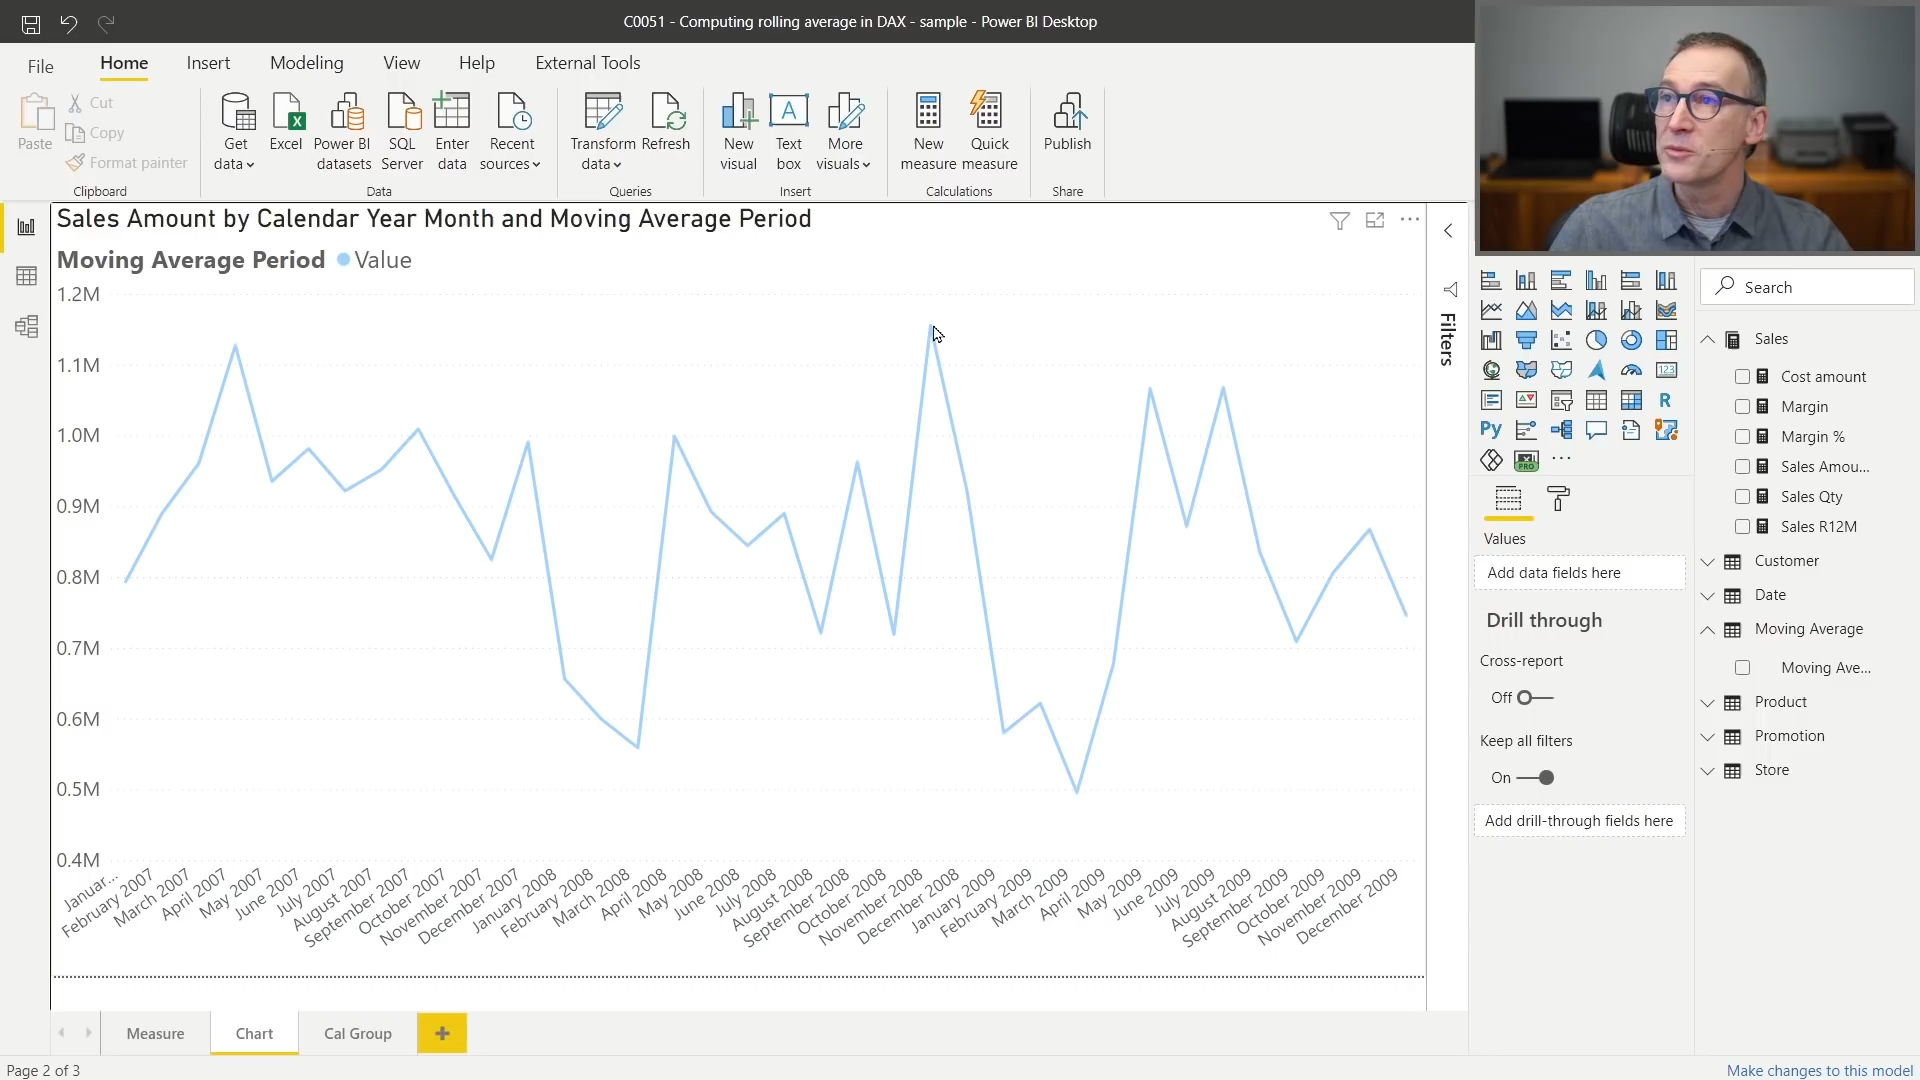 C0051 - Computing rolling average in DAX - sample - Power BI Desktop
File
Home
Insert
Modeling
View
Help
External Tools
Paste
Cut
Copy
Format painter
Clipboard
Get
data
Excel
Power BI
datasets
SQL
Server
Enter
data
Recent
sources
Data
Transform
data
Refresh
Queries
New
visual
Text
box
More
visuals
Insert
New
measure
Quick
measure
Calculations
Publish
Share
Sales Amount by Calendar Year Month and Moving Average Period
Moving Average Period Value
1.2M
1.1M
1.0M
0.9M
0.8M
0.7M
0.6M
0.5M
0.4M
Januar...
February 2007
March 2007
April 2007
May 2007
June 2007
July 2007
August 2007
September 2007
October 2007
November 2007
December 2007
January 2008
February 2008
March 2008
April 2008
May 2008
June 2008
July 2008
August 2008
September 2008
October 2008
November 2008
December 2008
January 2009
February 2009
March 2009
April 2009
May 2009
June 2009
July 2009
August 2009
September 2009
October 2009
November 2009
December 2009
Filters
123
R
Py
PRO
...
Values
Add data fields here
Drill through
Cross-report
Off
Keep all filters
On
Add drill-through fields here
Search
Sales
Cost amount
Margin
Margin %
Sales Amou...
Sales Qty
Sales R12M
Customer
Date
Moving Average
Moving Ave...
Product
Promotion
Store
Measure
Chart
Cal Group
+
Page 2 of 3
Make changes to this model